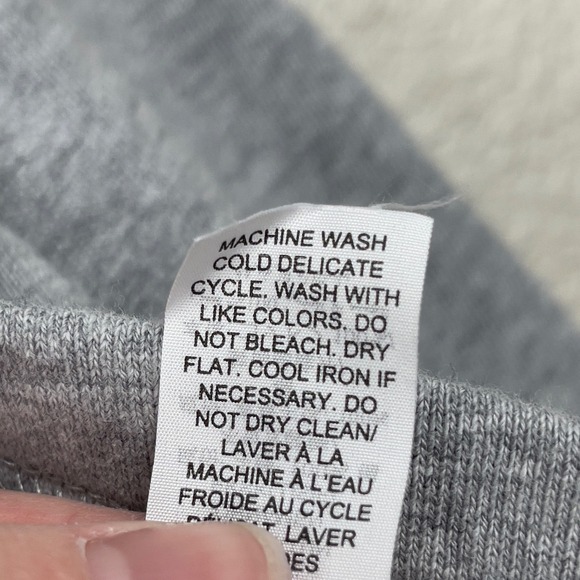 MACHINE WASH
COLD DELICATE
CYCLE. WASH WITH
LIKE COLORS. DO
NOT BLEACH. DRY
FLAT. COOL IRON IF
NECESSARY. DO
NOT DRY CLEAN/
LAVER À LA
MACHINE À L'EAU
FROIDE AU CYCLE
LAVER